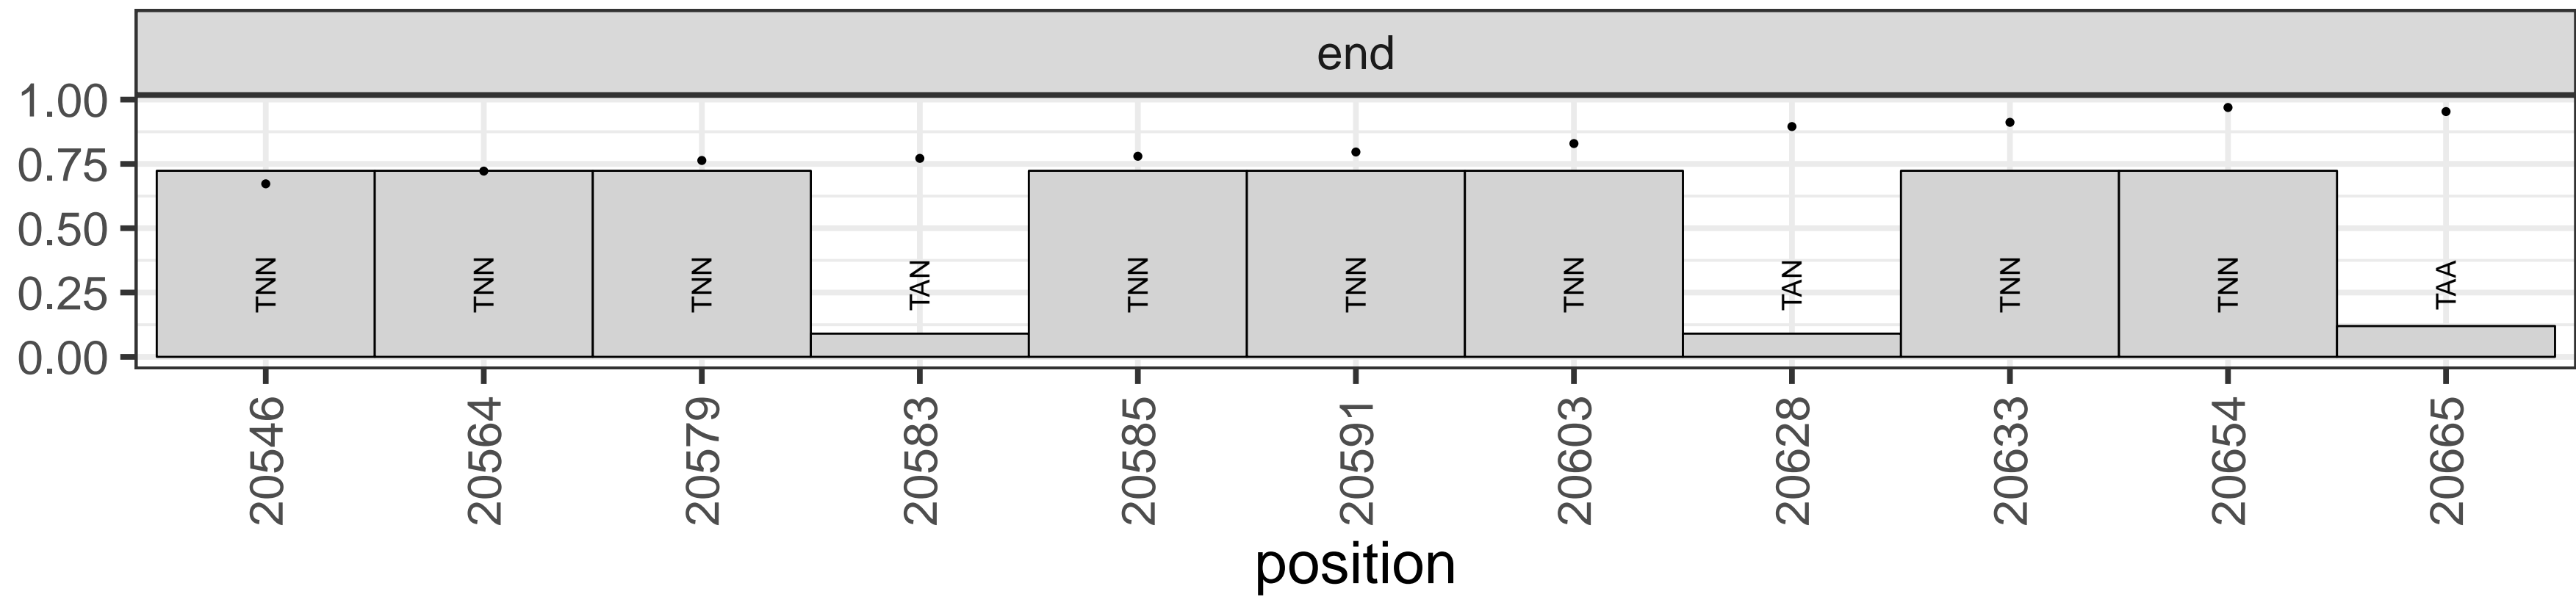 end
1.00
0.75
0.50
0.25
0.00
TNN TNN TNN TAN TNN TNN TNN TAN TNN TNN TAA
20546 20564 20579 20583 20585 20591 20603 20628 20633 20654 20665
position